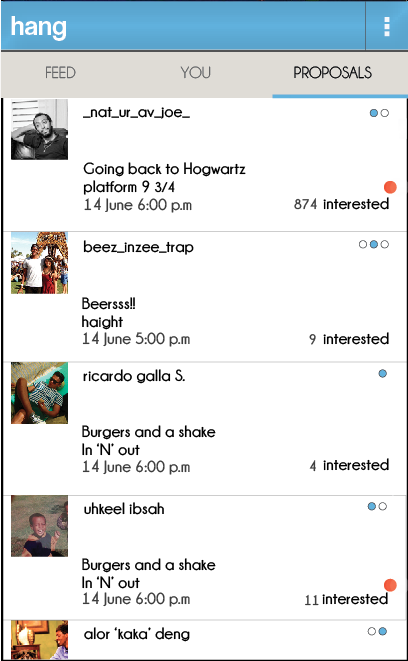 hang
FEED
YOU
PROPOSALS
_nat_ur_av_joe_
Going back to Hogwartz
platform 9 3/4
14 June 6:00 p.m
874 interested
beez_inzee_trap
Beersss!!
haight
14 June 5:00 p.m
9 interested
ricardo galla S.
Burgers and a shake
In 'N' out
14 June 6:00 p.m
4 interested
uhkeel ibsah
Burgers and a shake
In 'N' out
14 June 6:00 p.m
11 interested
alor 'kaka' deng